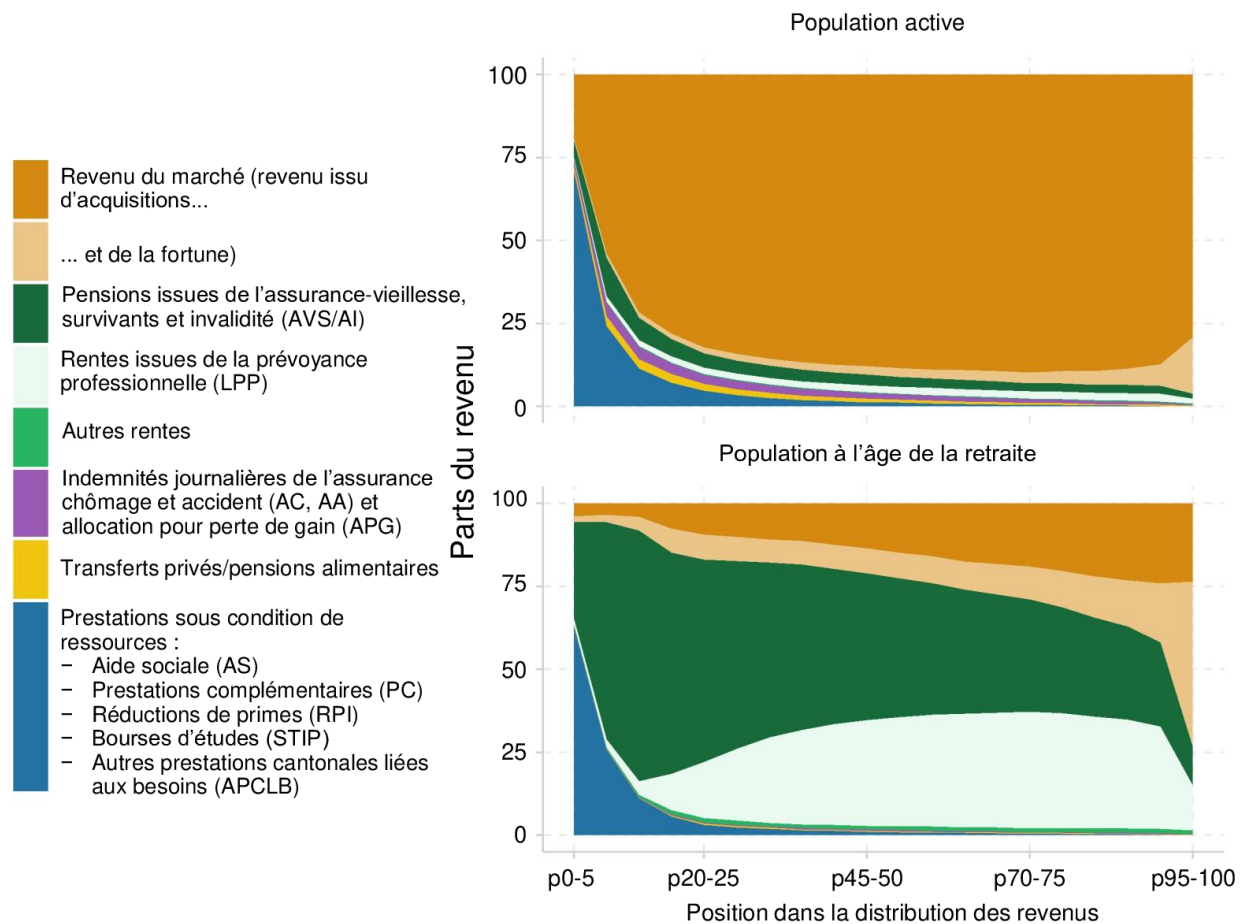 Population active
100
75
50
25
0
Revenu du marché (revenu issu
d'acquisitions...
... et de la fortune)
Pensions issues de l'assurance-vieillesse,
survivants et invalidité (AVS/AI)
Rentes issues de la prévoyance
professionnelle (LPP)
Autres rentes
Indemnités journalières de l'assurance
chômage et accident (AC, AA) et
allocation pour perte de gain (APG)
Transferts privés/pensions alimentaires
Prestations sous condition de
ressources :
− Aide sociale (AS)
− Prestations complémentaires (PC)
− Réductions de primes (RPI)
− Bourses d'études (STIP)
− Autres prestations cantonales liées
aux besoins (APCLB)
Parts du revenu
Population à l'âge de la retraite
100
75
50
25
0
p0-5 p20-25 p45-50 p70-75 p95-100
Position dans la distribution des revenus